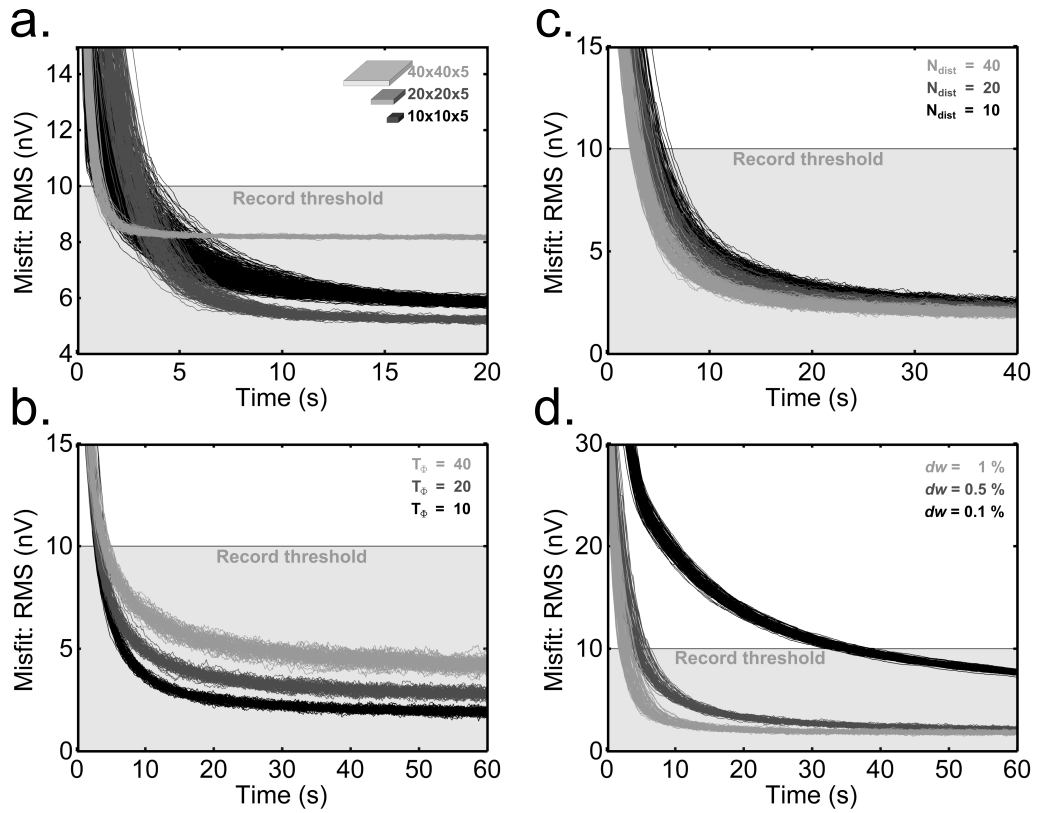 a.
14
12
10
8
6
4
Misfit: RMS (nV)
40x40x5
20x20x5
10x10x5
Record threshold
0 5 10 15 20
Time (s)
b.
15
10
5
0
Misfit: RMS (nV)
TΦ = 40
TΦ = 20
TΦ = 10
Record threshold
0 10 20 30 40 50 60
Time (s)
c.
15
10
5
0
Misfit: RMS (nV)
Ndist = 40
Ndist = 20
Ndist = 10
Record threshold
0 10 20 30 40
Time (s)
d.
30
20
10
0
Misfit: RMS (nV)
dw = 1 %
dw = 0.5 %
dw = 0.1 %
Record threshold
0 10 20 30 40 50 60
Time (s)